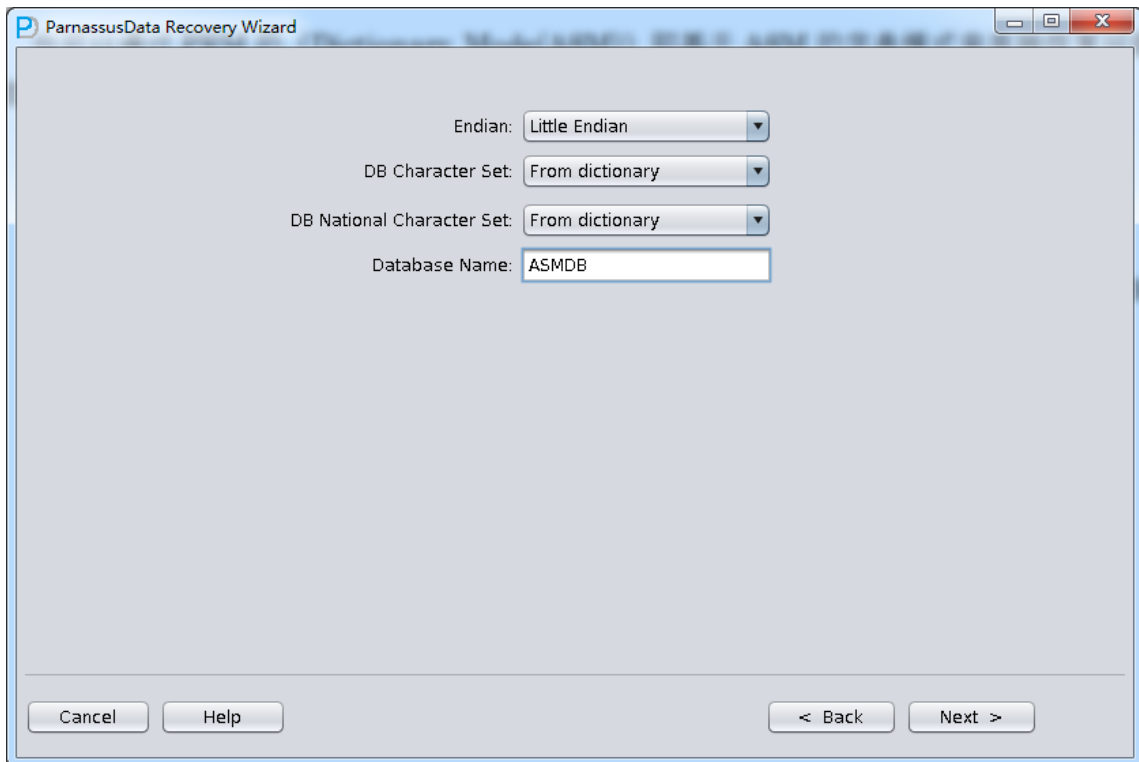 ParnassusData Recovery Wizard
Endian: Little Endian
DB Character Set: From dictionary
DB National Character Set: From dictionary
Database Name: ASMDB
Cancel Help < Back Next >